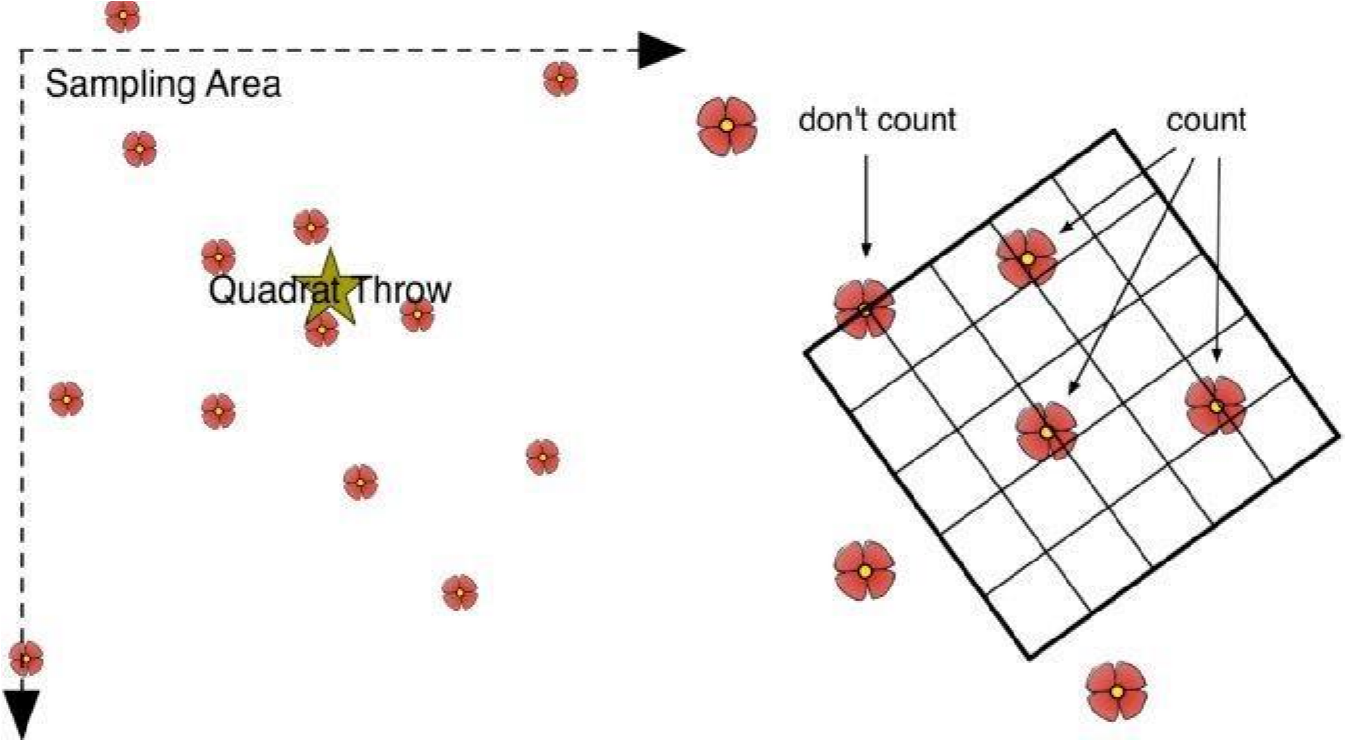 Sampling Area
don't count
count
Quadrat Throw